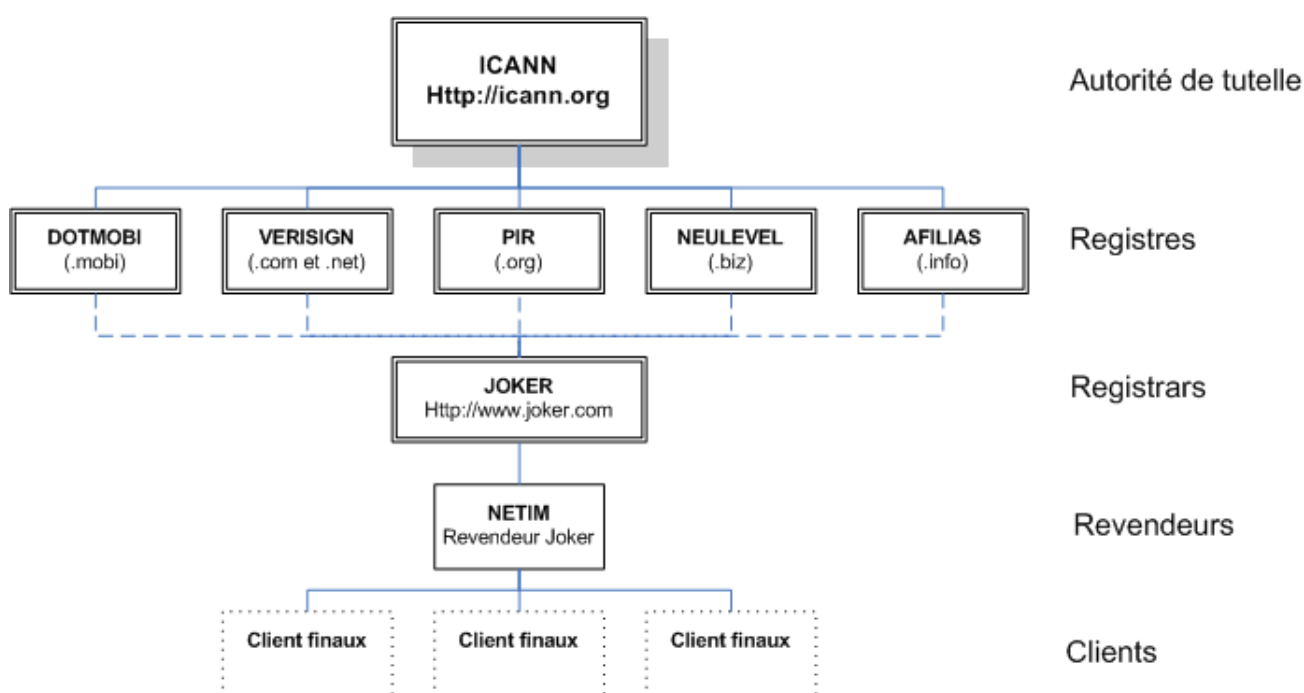 ICANN
Http://icann.org
Autorité de tutelle
DOTMOBI
(.mobi)
VERISIGN
(.com et .net)
PIR
(.org)
NEULEVEL
(.biz)
AFILIAS
(.info)
Registres
JOKER
Http://www.joker.com
Registrars
NETIM
Revendeur Joker
Revendeurs
Client finaux
Client finaux
Client finaux
Clients